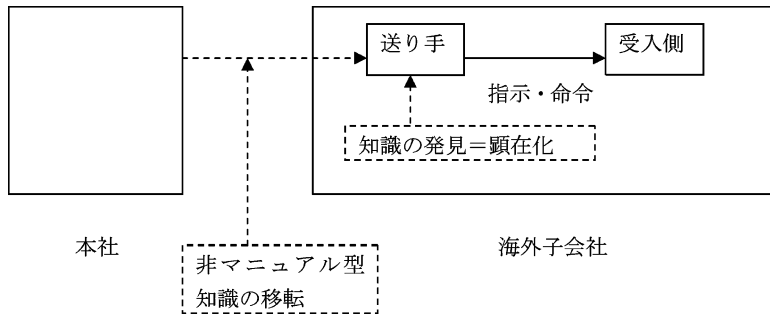 送り手
受入側
指示・命令
知識の発見＝顕在化
本社
海外子会社
非マニュアル型
知識の移転